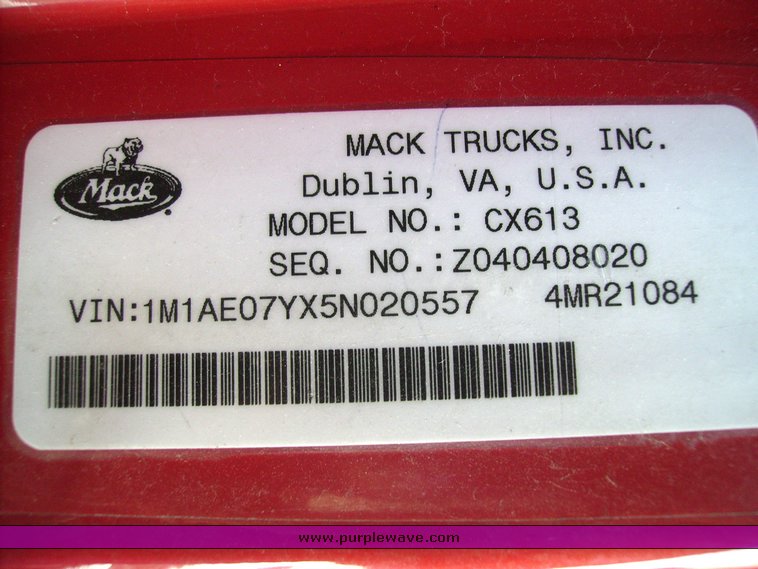 MACK TRUCKS, INC.
Mack
Dublin, VA, U.S.A.
MODEL NO.: CX613
SEQ. NO.:Z040408020
VIN:1M1AE07YX5N020557 4MR21084
www.purplewave.com